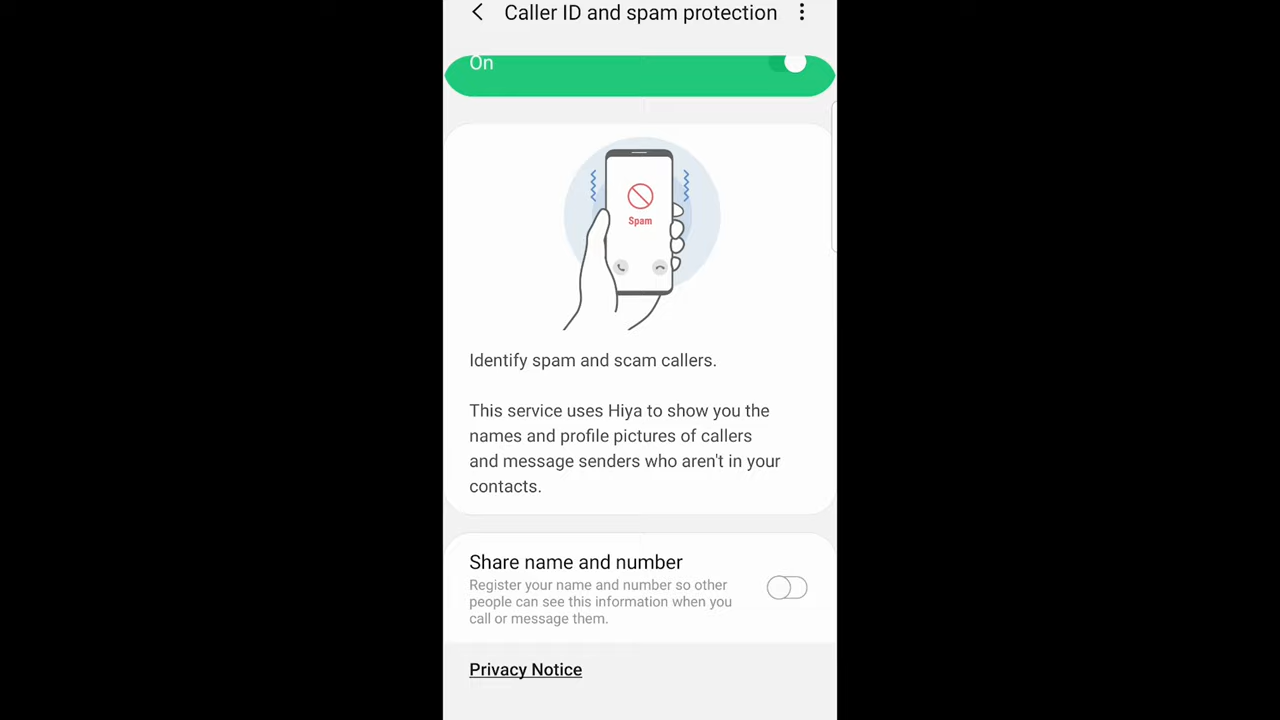 Caller ID and spam protection
On
Spam
Identify spam and scam callers.
This service uses Hiya to show you the
names and profile pictures of callers
and message senders who aren't in your
contacts.
Share name and number
Register your name and number so other
people can see this information when you
call or message them.
Privacy Notice